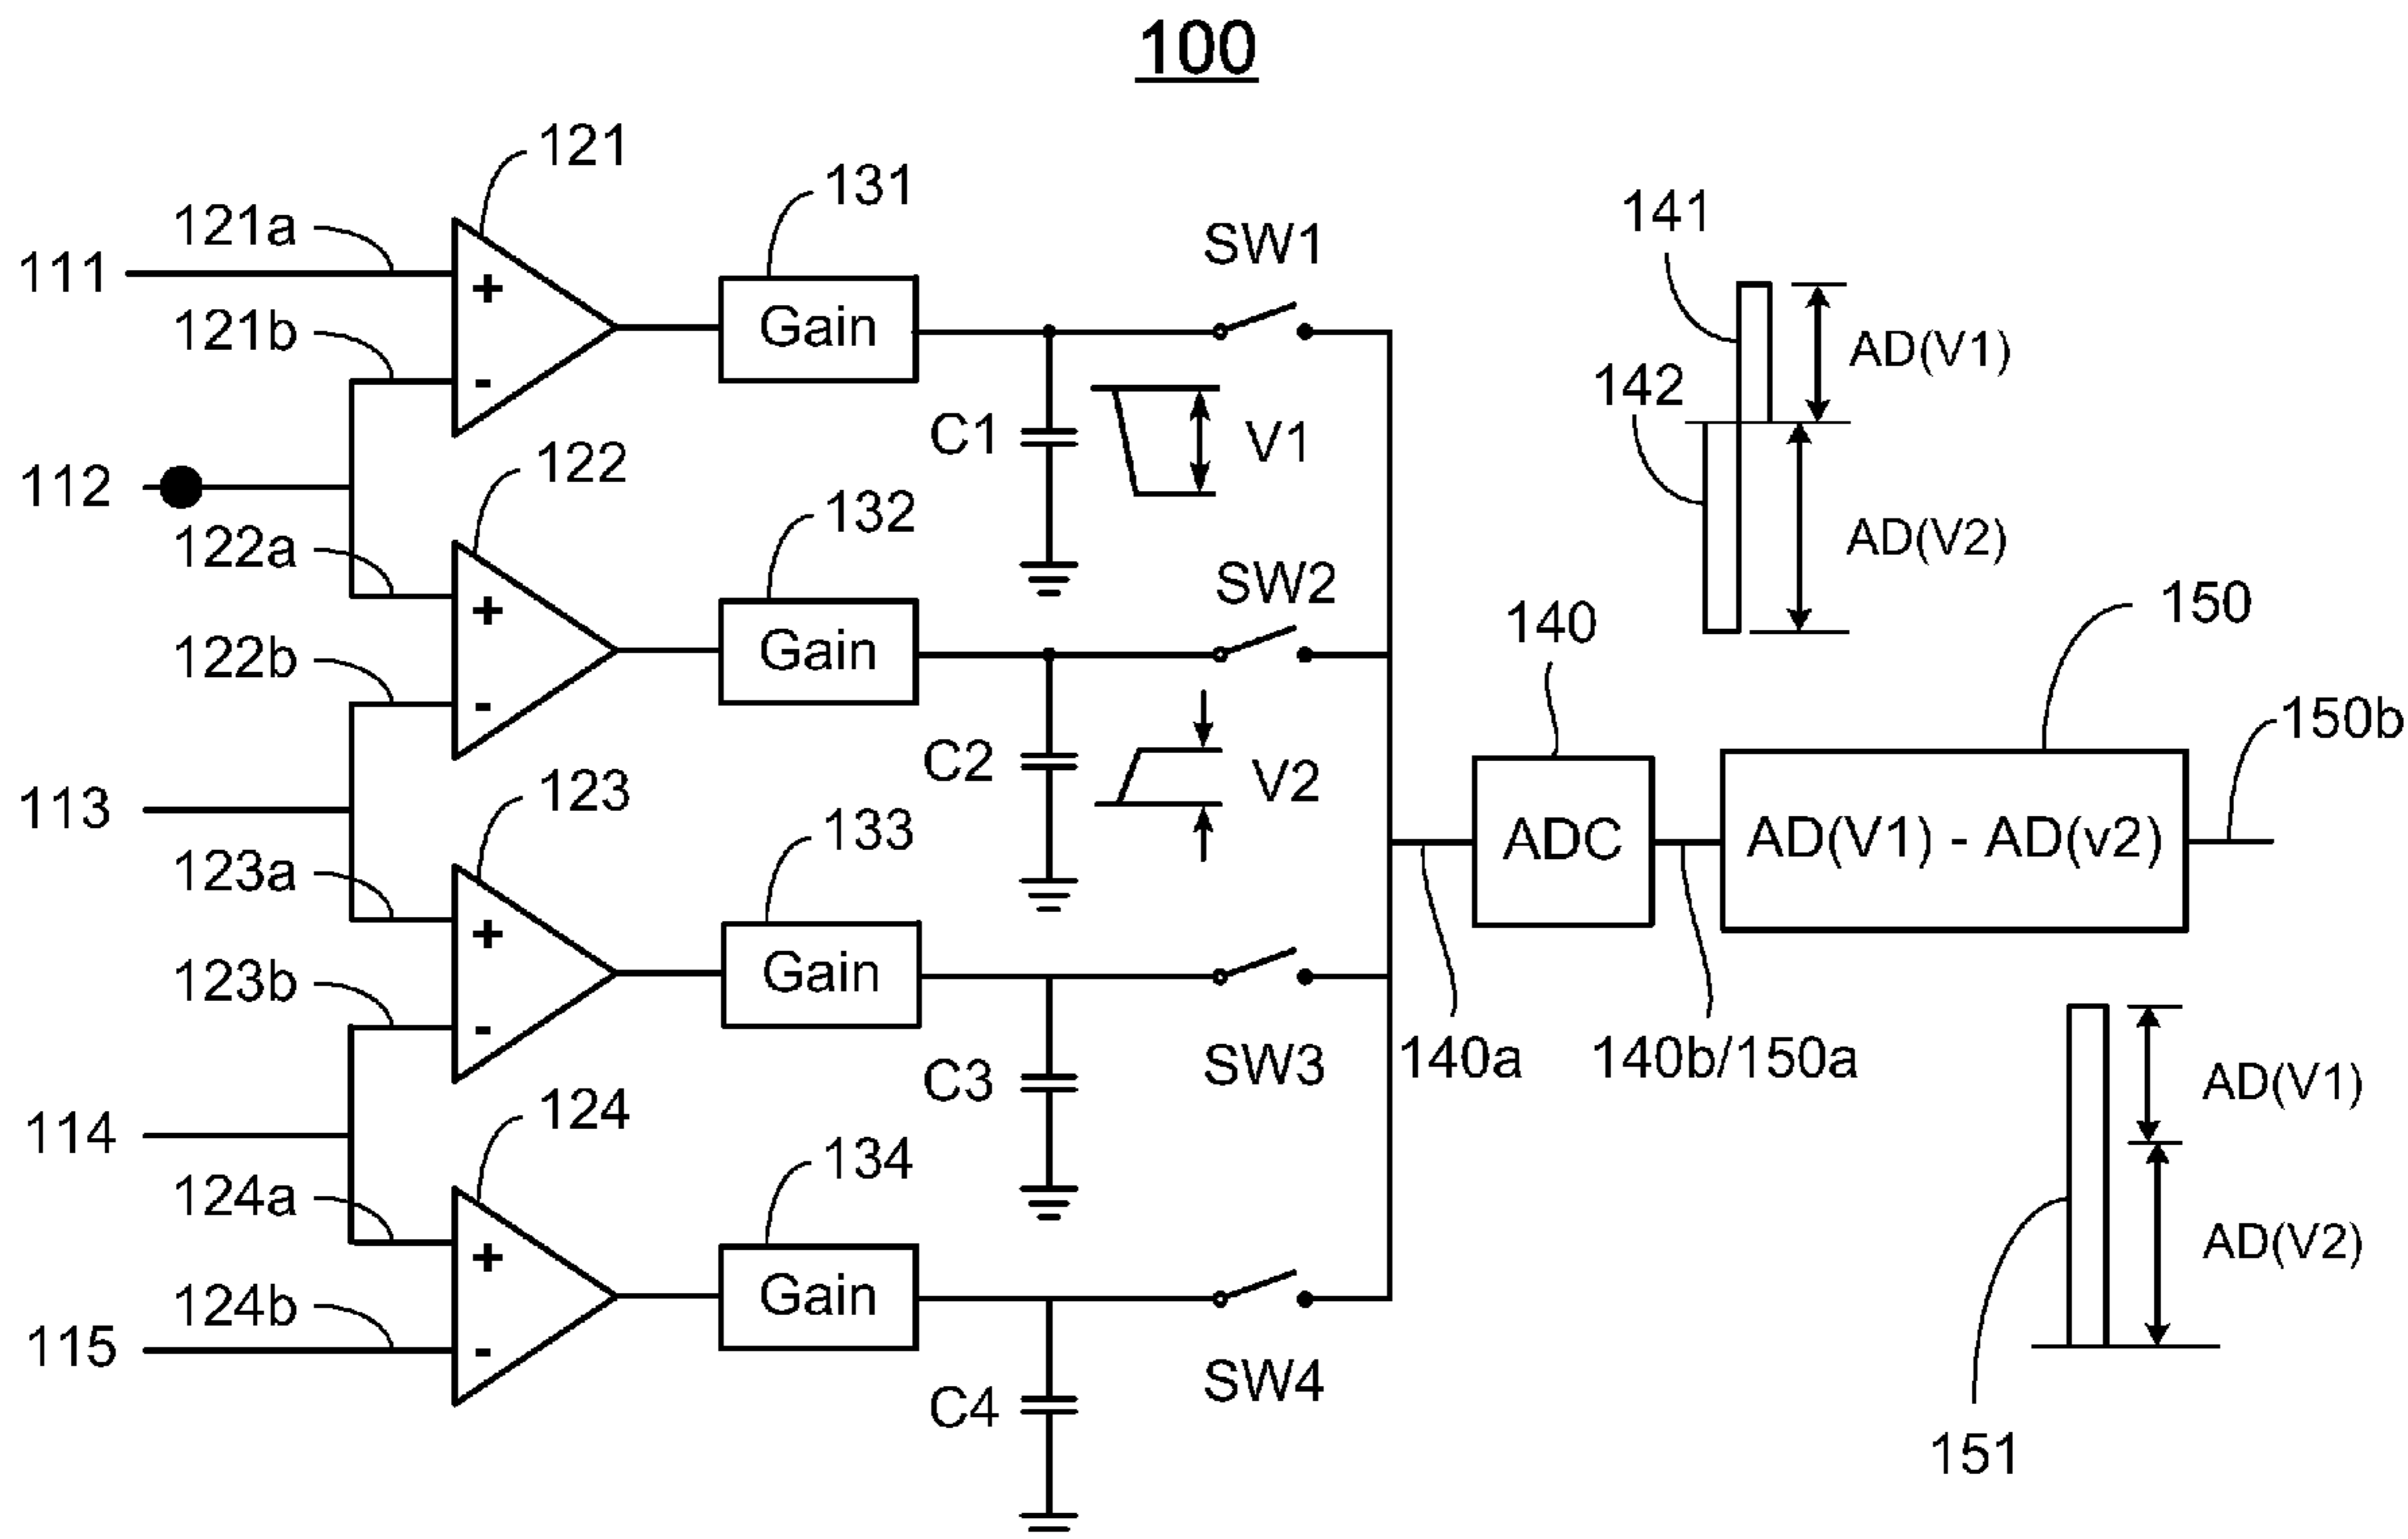 100
121
131
121a
111
121b
+
-
Gain
SW1
141
AD(V1)
142
C1
V1
112
122
132
122a
122b
+
-
Gain
SW2
AD(V2)
140
150
150b
C2
V2
113
123
133
123a
123b
+
-
Gain
ADC
AD(V1) - AD(v2)
C3
SW3
140a
140b/150a
AD(V1)
114
124
134
124a
124b
+
-
Gain
AD(V2)
115
C4
SW4
151